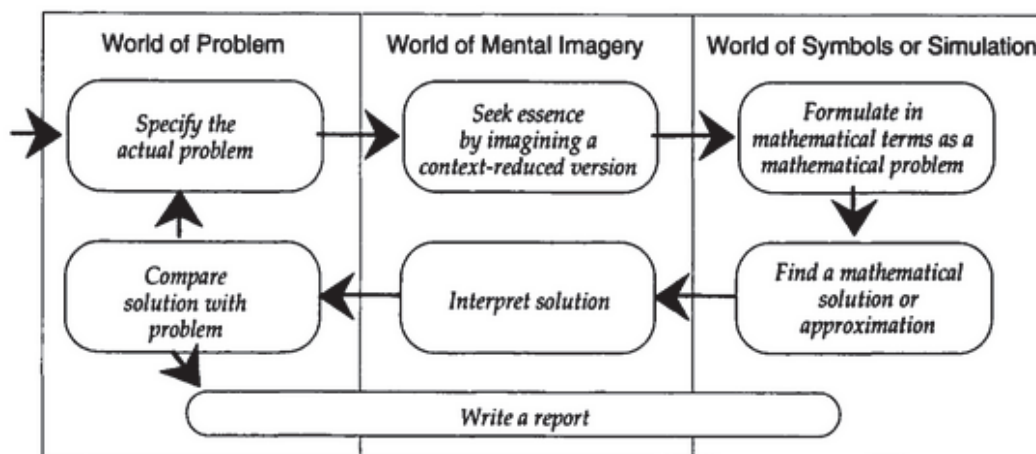 World of Problem
World of Mental Imagery
World of Symbols or Simulation
Specify the
actual problem
Seek essence
by imagining a
context-reduced version
Formulate in
mathematical terms as a
mathematical problem
Compare
solution with
problem
Interpret solution
Find a mathematical
solution or
approximation
Write a report